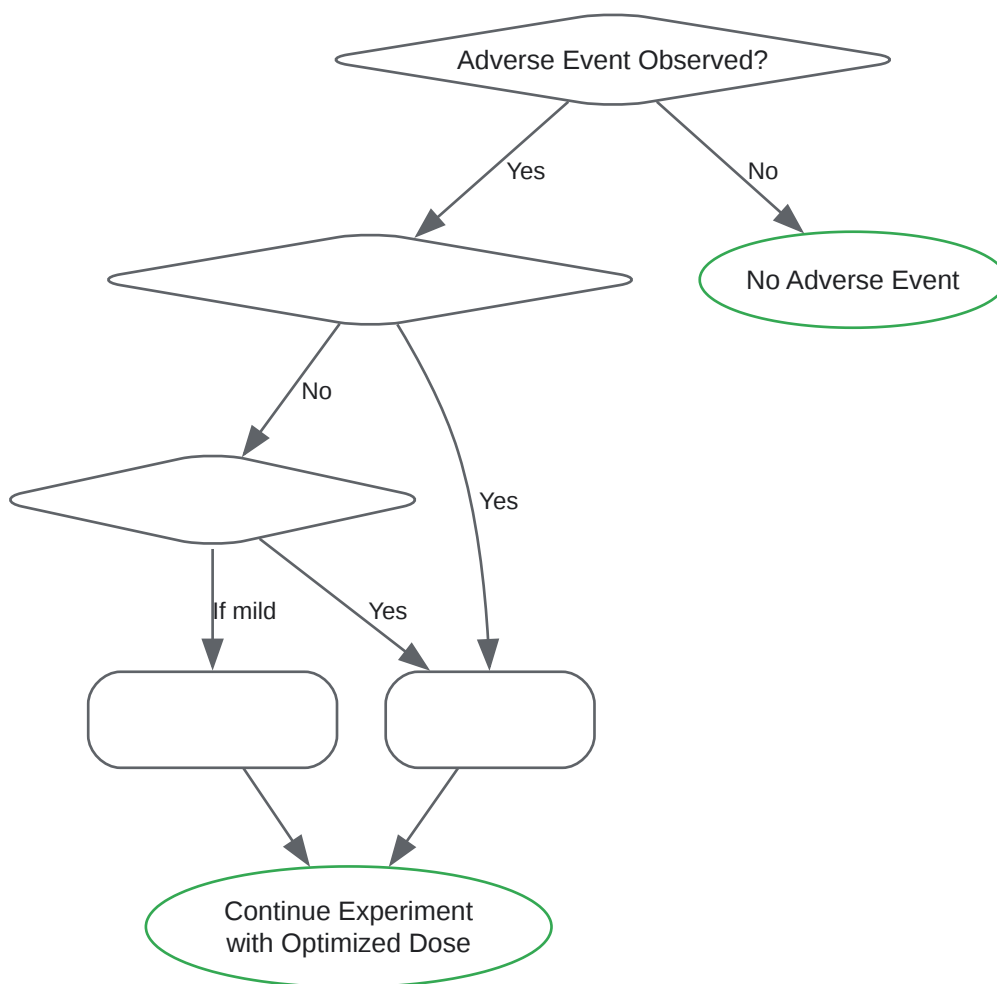 Adverse Event Observed?
Yes
No
No Adverse Event
No
Yes
If mild
Yes
Continue Experiment
with Optimized Dose